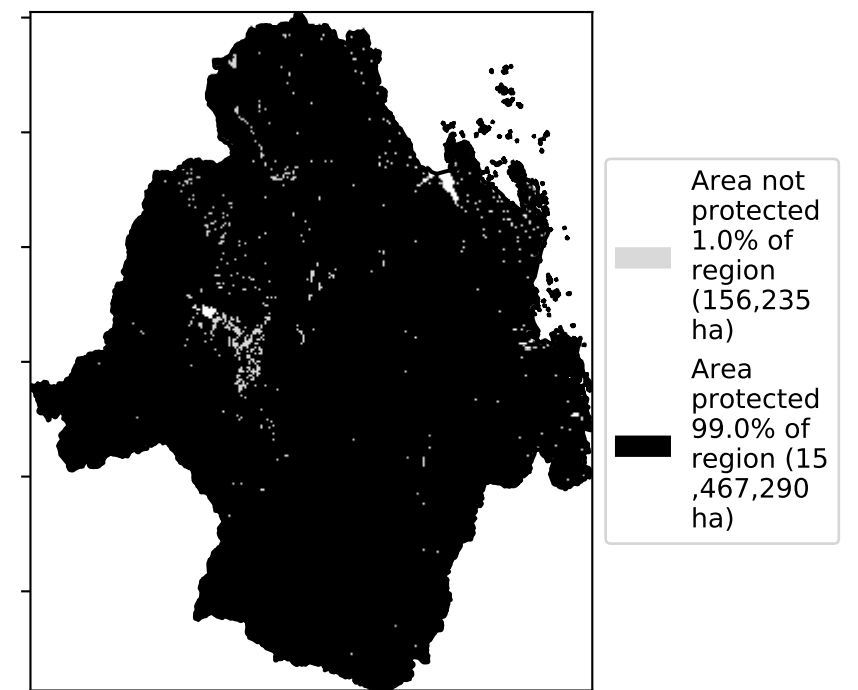 Area not
protected
1.0% of
region
(156,235
ha)
Area
protected
99.0% of
region (15
,467,290
ha)